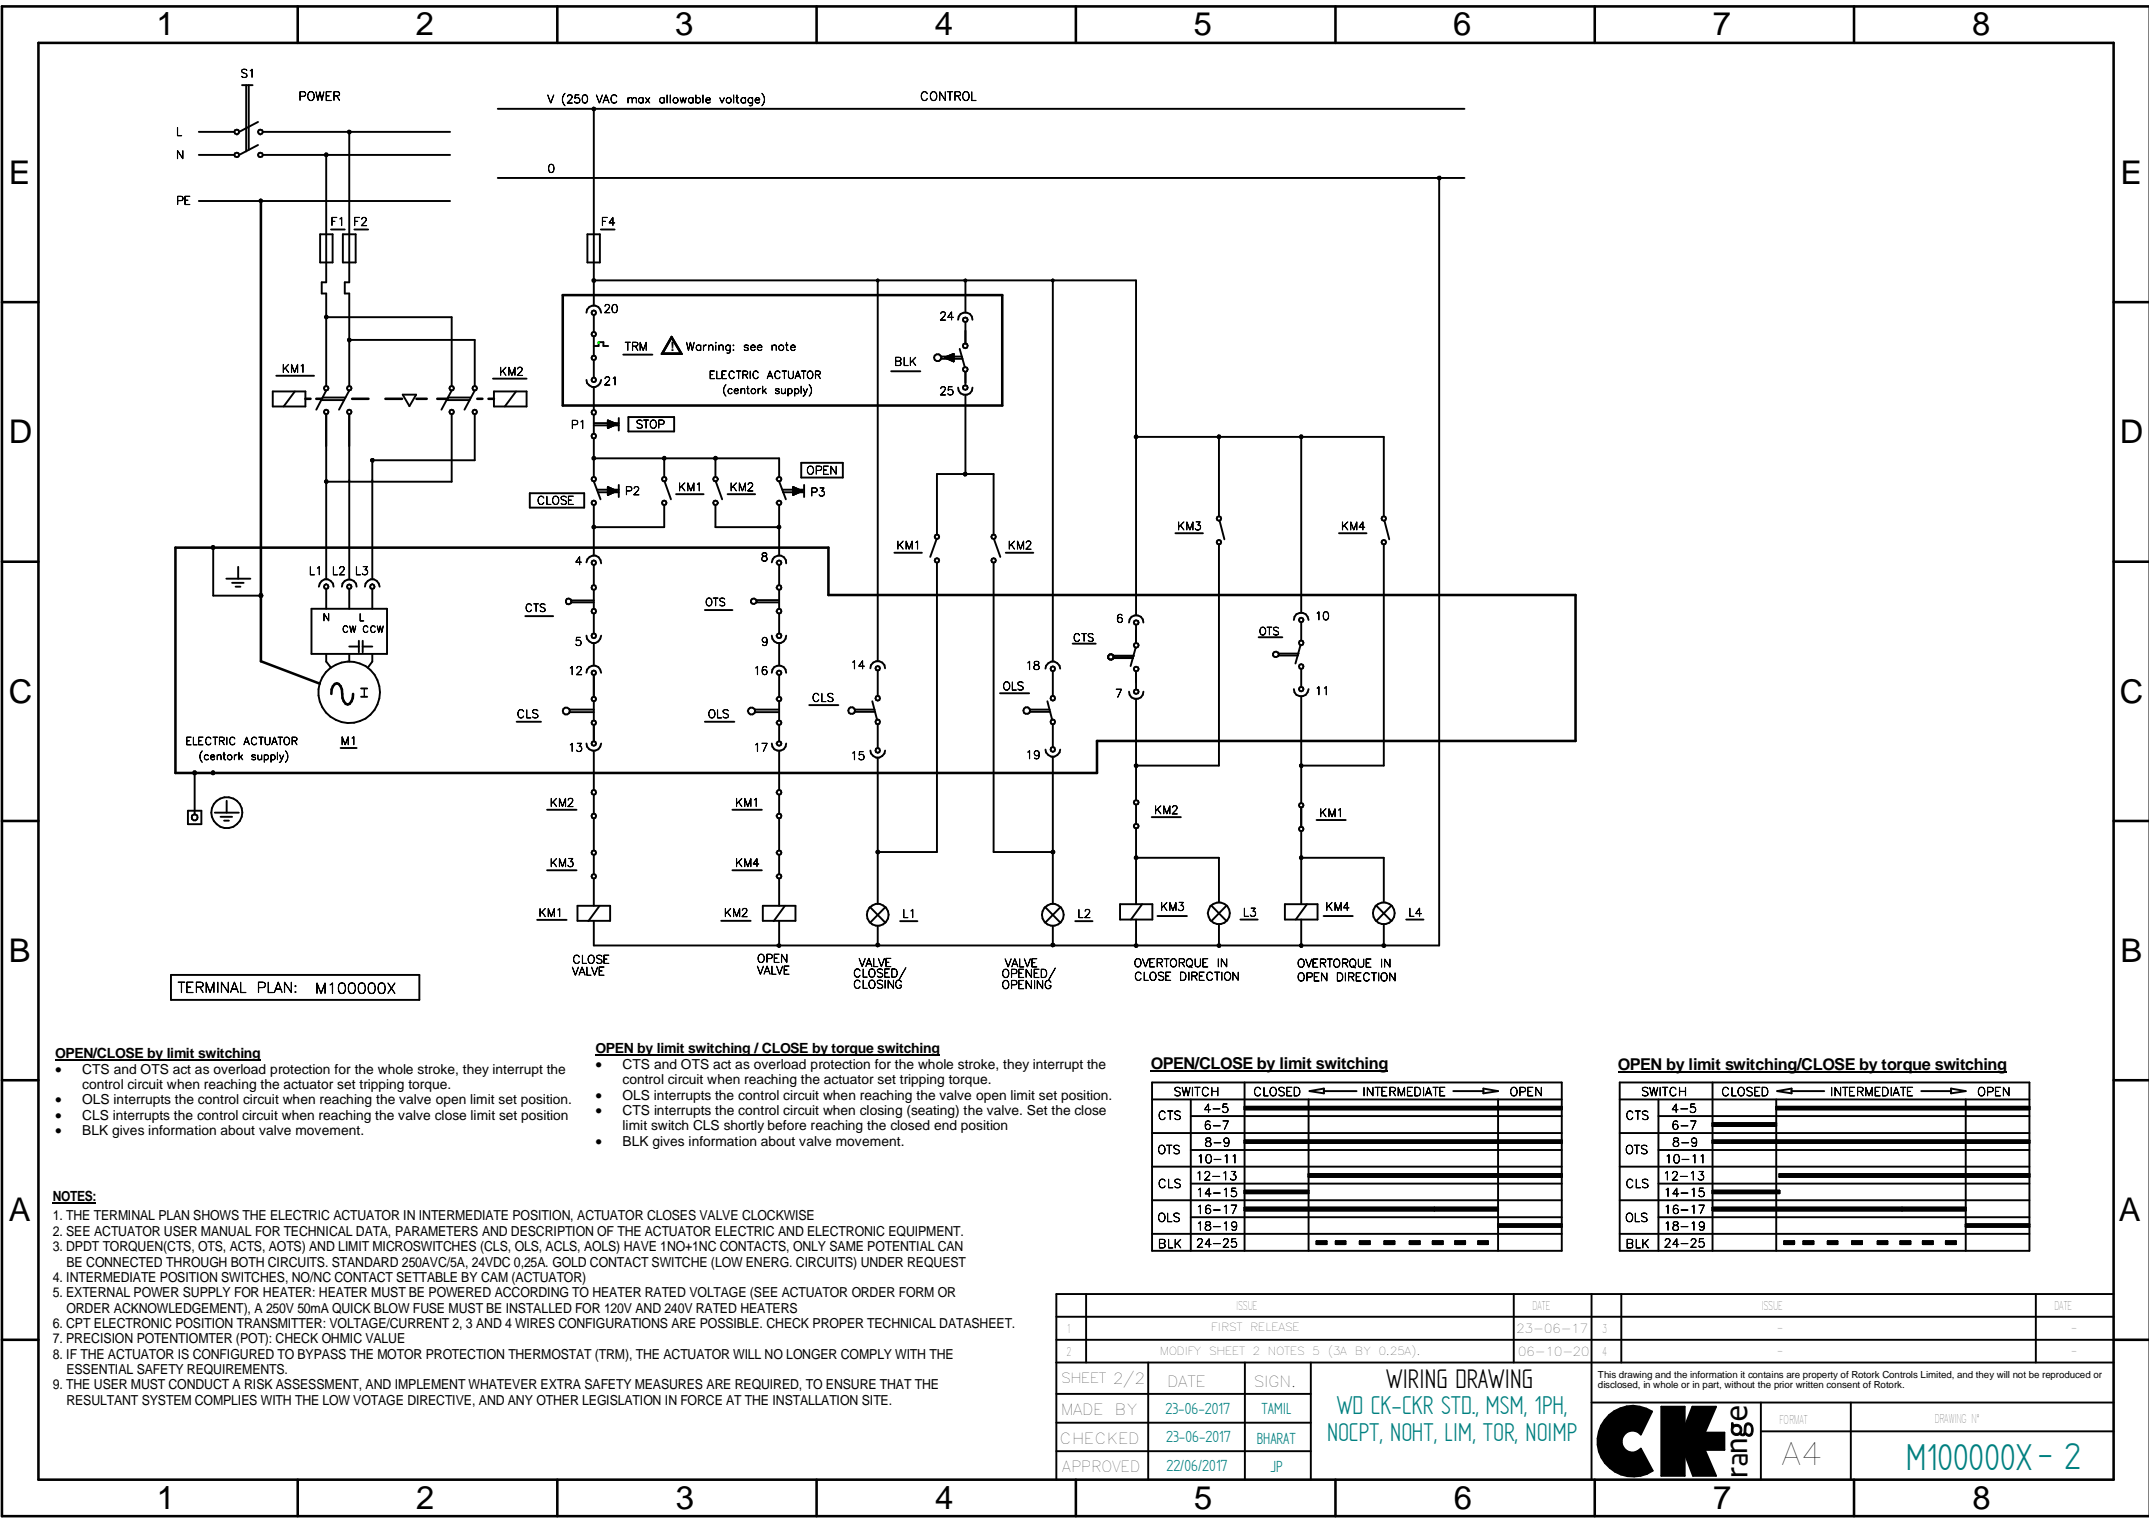 1 2 3 4 5 6 7 8
E
D
C
B
A
E
D
C
B
A
S1
POWER
L
N
PE
F1 F2
KM1
KM2
L1 L2 L3
N L
CW CCW
I
M1
ELECTRIC ACTUATOR
(centork supply)
V (250 VAC max allowable voltage)
CONTROL
0
F4
20
TRM
Warning: see note
21
ELECTRIC ACTUATOR
(centork supply)
24
BLK
25
P1
STOP
OPEN
CLOSE
P2
KM1
KM2
P3
KM1
KM2
KM3
KM4
4
CTS
5
12
CLS
13
8
OTS
9
16
OLS
17
14
CLS
15
18
OLS
19
6
CTS
7
10
OTS
11
KM2
KM1
KM2
KM1
KM3
KM4
KM1
KM2
L1
L2
KM3
L3
KM4
L4
CLOSE
VALVE
OPEN
VALVE
VALVE
CLOSED/
CLOSING
VALVE
OPENED/
OPENING
OVERTORQUE IN
CLOSE DIRECTION
OVERTORQUE IN
OPEN DIRECTION
TERMINAL PLAN: M100000X
OPEN/CLOSE by limit switching
• CTS and OTS act as overload protection for the whole stroke, they interrupt the
control circuit when reaching the actuator set tripping torque.
• OLS interrupts the control circuit when reaching the valve open limit set position.
• CLS interrupts the control circuit when reaching the valve close limit set position
• BLK gives information about valve movement.
OPEN by limit switching / CLOSE by torque switching
• CTS and OTS act as overload protection for the whole stroke, they interrupt the
control circuit when reaching the actuator set tripping torque.
• OLS interrupts the control circuit when reaching the valve open limit set position.
• CTS interrupts the control circuit when closing (seating) the valve. Set the close
limit switch CLS shortly before reaching the closed end position
• BLK gives information about valve movement.
OPEN/CLOSE by limit switching
SWITCH CLOSED INTERMEDIATE OPEN
CTS 4-5
6-7
OTS 8-9
10-11
CLS 12-13
14-15
OLS 16-17
18-19
BLK 24-25
OPEN by limit switching/CLOSE by torque switching
SWITCH CLOSED INTERMEDIATE OPEN
CTS 4-5
6-7
OTS 8-9
10-11
CLS 12-13
14-15
OLS 16-17
18-19
BLK 24-25
NOTES:
1. THE TERMINAL PLAN SHOWS THE ELECTRIC ACTUATOR IN INTERMEDIATE POSITION, ACTUATOR CLOSES VALVE CLOCKWISE
2. SEE ACTUATOR USER MANUAL FOR TECHNICAL DATA, PARAMETERS AND DESCRIPTION OF THE ACTUATOR ELECTRIC AND ELECTRONIC EQUIPMENT.
3. DPDT TORQUEN(CTS, OTS, ACTS, AOTS) AND LIMIT MICROSWITCHES (CLS, OLS, ACLS, AOLS) HAVE 1NO+1NC CONTACTS, ONLY SAME POTENTIAL CAN
BE CONNECTED THROUGH BOTH CIRCUITS. STANDARD 250AVC/5A, 24VDC 0,25A. GOLD CONTACT SWITCHE (LOW ENERG. CIRCUITS) UNDER REQUEST
4. INTERMEDIATE POSITION SWITCHES, NO/NC CONTACT SETTABLE BY CAM (ACTUATOR)
5. EXTERNAL POWER SUPPLY FOR HEATER: HEATER MUST BE POWERED ACCORDING TO HEATER RATED VOLTAGE (SEE ACTUATOR ORDER FORM OR
ORDER ACKNOWLEDGEMENT), A 250V 50mA QUICK BLOW FUSE MUST BE INSTALLED FOR 120V AND 240V RATED HEATERS
6. CPT ELECTRONIC POSITION TRANSMITTER: VOLTAGE/CURRENT 2, 3 AND 4 WIRES CONFIGURATIONS ARE POSSIBLE. CHECK PROPER TECHNICAL DATASHEET.
7. PRECISION POTENTIOMTER (POT): CHECK OHMIC VALUE
8. IF THE ACTUATOR IS CONFIGURED TO BYPASS THE MOTOR PROTECTION THERMOSTAT (TRM), THE ACTUATOR WILL NO LONGER COMPLY WITH THE
ESSENTIAL SAFETY REQUIREMENTS.
9. THE USER MUST CONDUCT A RISK ASSESSMENT, AND IMPLEMENT WHATEVER EXTRA SAFETY MEASURES ARE REQUIRED, TO ENSURE THAT THE
RESULTANT SYSTEM COMPLIES WITH THE LOW VOTAGE DIRECTIVE, AND ANY OTHER LEGISLATION IN FORCE AT THE INSTALLATION SITE.
ISSUE DATE ISSUE DATE
1 FIRST RELEASE 23-06-17 3 - -
2 MODIFY SHEET 2 NOTES 5 (3A BY 0.25A). 06-10-20 4 - -
SHEET 2/2 DATE SIGN.
MADE BY 23-06-2017 TAMIL
CHECKED 23-06-2017 BHARAT
APPROVED 22/06/2017 JP
WIRING DRAWING
WD CK-CKR STD., MSM, 1PH,
NOCPT, NOHT, LIM, TOR, NOIMP
This drawing and the information it contains are property of Rotork Controls Limited, and they will not be reproduced or
disclosed, in whole or in part, without the prior written consent of Rotork.
CK range
FORMAT
A4
DRAWING Nº
M100000X - 2
1 2 3 4 5 6 7 8